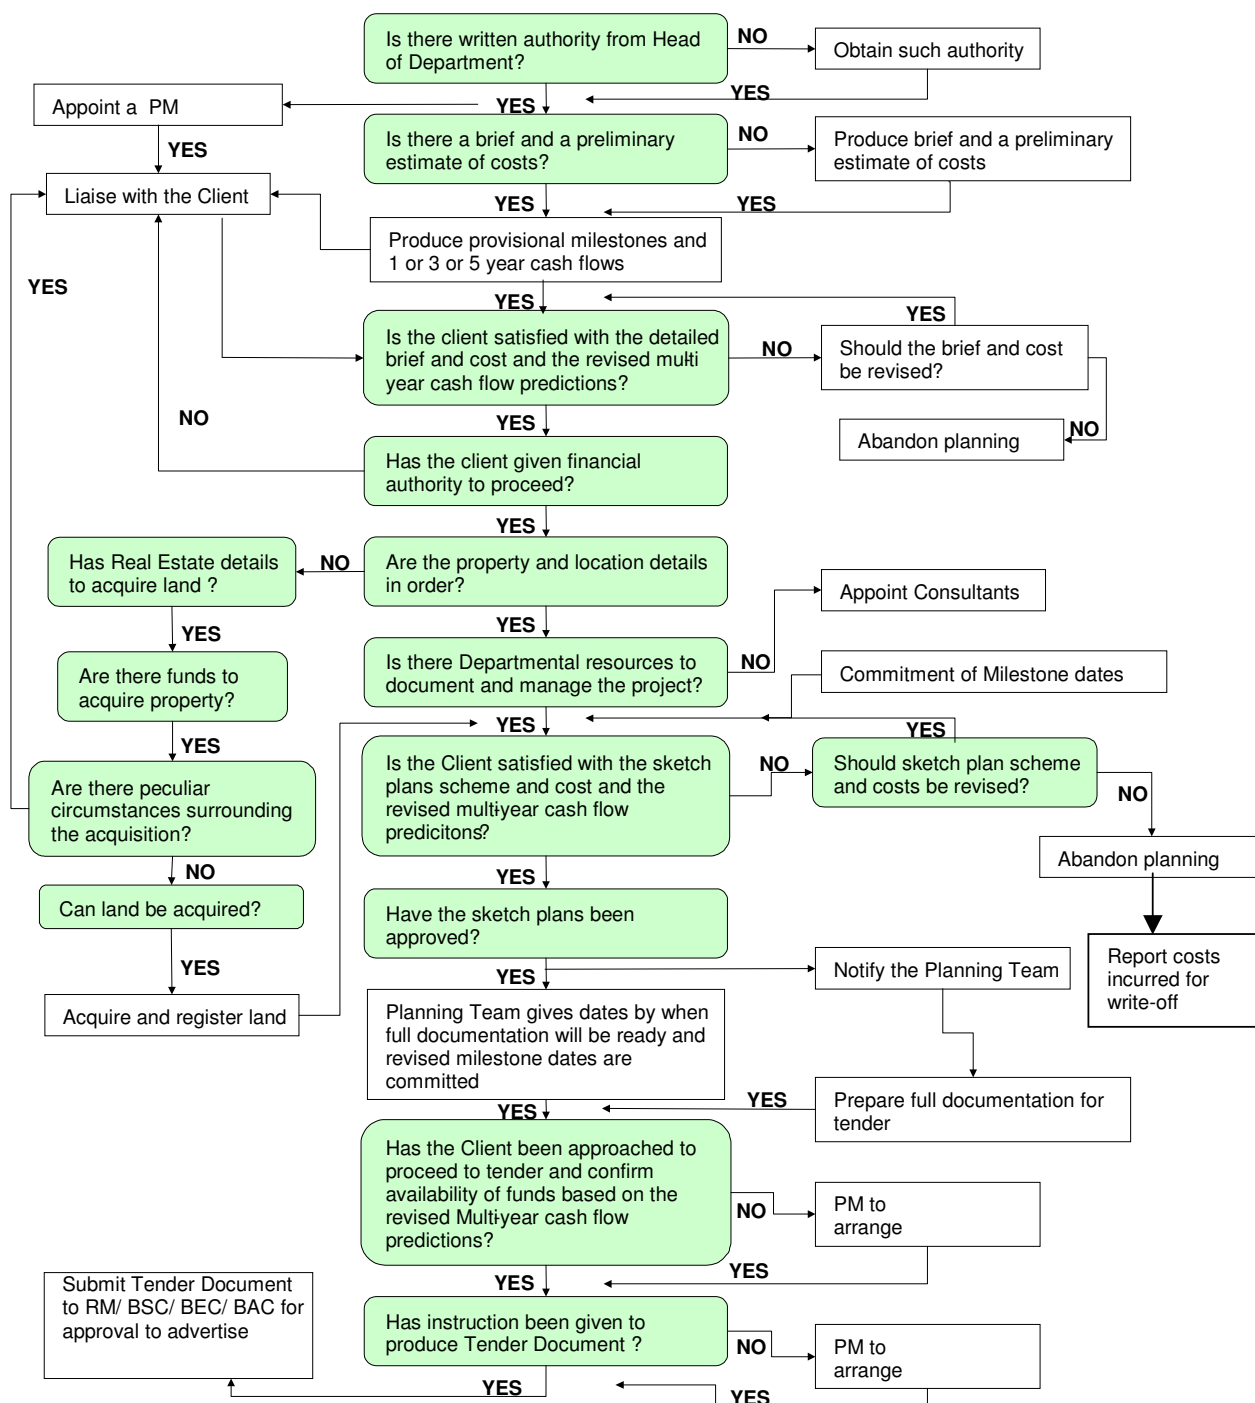 Is there written authority from Head
of Department?
NO
Obtain such authority
YES
Appoint a PM
YES
YES
Is there a brief and a preliminary
estimate of costs?
NO
Produce brief and a preliminary
estimate of costs
Liaise with the Client
YES
YES
Produce provisional milestones and
1 or 3 or 5 year cash flows
YES
YES
YES
Is the client satisfied with the detailed
brief and cost and the revised multi
year cash flow predictions?
NO
Should the brief and cost
be revised?
NO
YES
NO
Abandon planning
Has the client given financial
authority to proceed?
YES
Has Real Estate details
to acquire land ?
NO
Are the property and location details
in order?
Appoint Consultants
YES
YES
Are there funds to
acquire property?
Is there Departmental resources to
document and manage the project?
NO
Commitment of Milestone dates
YES
YES
YES
Are there peculiar
circumstances surrounding
the acquisition?
Is the Client satisfied with the sketch
plans scheme and cost and the
revised multi-year cash flow
predicitons?
NO
Should sketch plan scheme
and costs be revised?
NO
Abandon planning
NO
YES
Can land be acquired?
Have the sketch plans been
approved?
YES
YES
Notify the Planning Team
Report costs
incurred for
write-off
Acquire and register land
Planning Team gives dates by when
full documentation will be ready and
revised milestone dates are
committed
YES
YES
Prepare full documentation for
tender
Has the Client been approached to
proceed to tender and confirm
availability of funds based on the
revised Multi-year cash flow
predictions?
NO
PM to
arrange
YES
YES
Submit Tender Document
to RM/ BSC/ BEC/ BAC for
approval to advertise
Has instruction been given to
produce Tender Document ?
NO
PM to
arrange
YES
YES